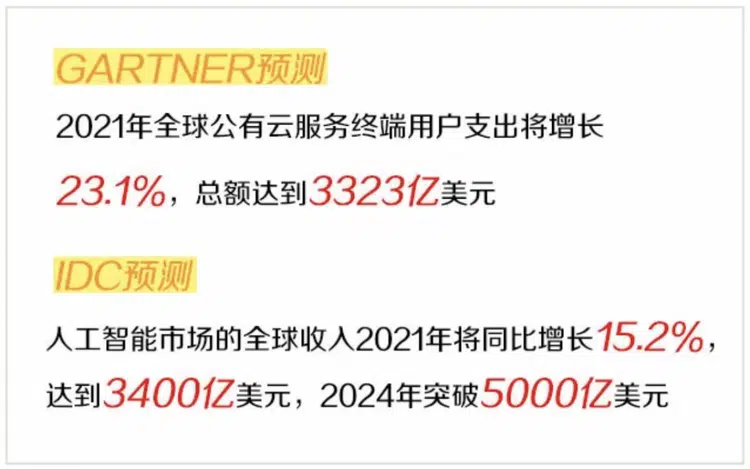 GARTNER预测
2021年全球公有云服务终端用户支出将增长
23.1%，总额达到3323亿美元
IDC预测
人工智能市场的全球收入2021年将同比增长15.2%，
达到3400亿美元，2024年突破5000亿美元